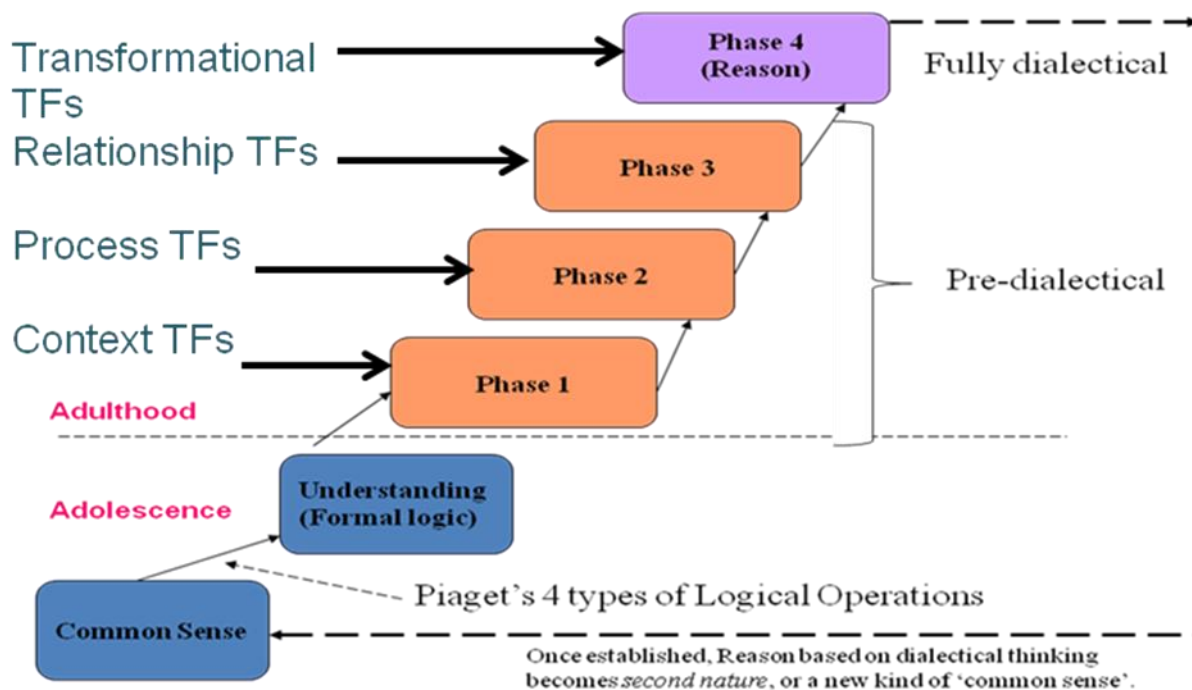 Transformational
TFs
Phase 4
(Reason)
Fully dialectical
Relationship TFs
Phase 3
Process TFs
Phase 2
Pre-dialectical
Context TFs
Phase 1
Adulthood
Understanding
(Formal logic)
Adolescence
Piaget's 4 types of Logical Operations
Common Sense
Once established, Reason based on dialectical thinking
becomes second nature, or a new kind of 'common sense'.